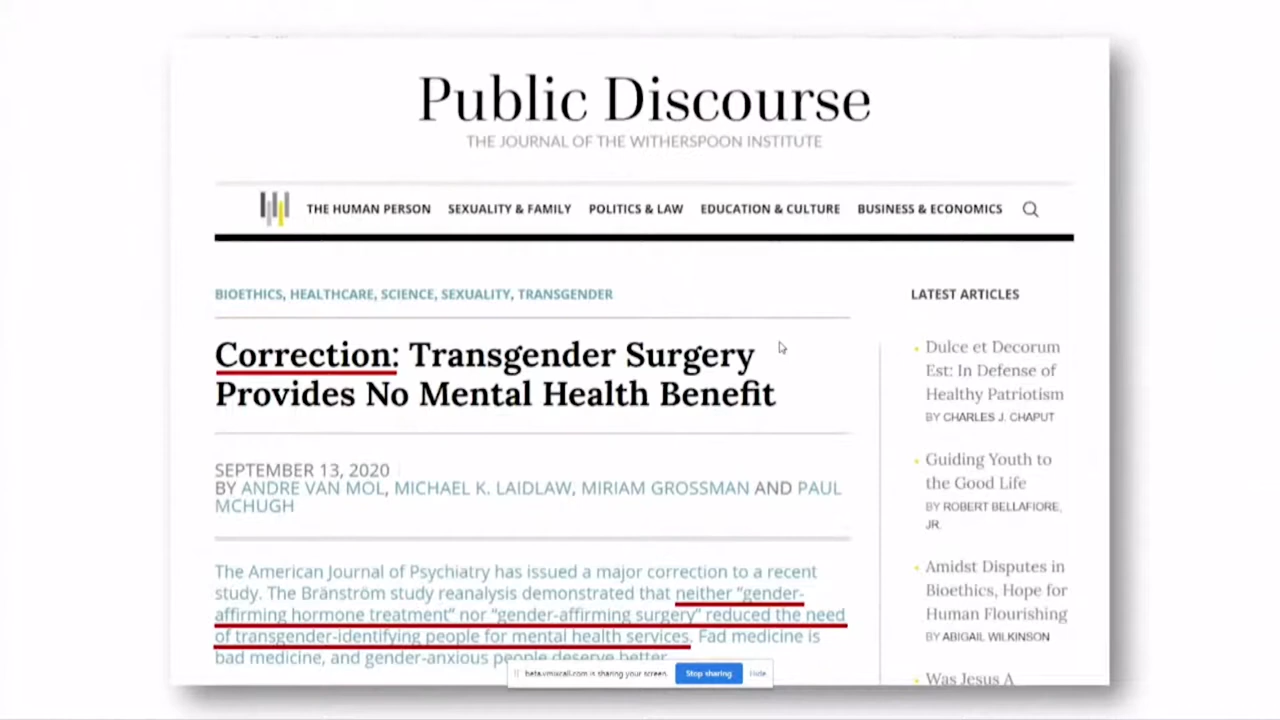 Public Discourse
THE JOURNAL OF THE WITHERSPOON INSTITUTE
THE HUMAN PERSON SEXUALITY & FAMILY POLITICS & LAW EDUCATION & CULTURE BUSINESS & ECONOMICS
BIOETHICS, HEALTHCARE, SCIENCE, SEXUALITY, TRANSGENDER
Correction: Transgender Surgery
Provides No Mental Health Benefit
SEPTEMBER 13, 2020
BY ANDRE VAN MOL, MICHAEL K. LAIDLAW, MIRIAM GROSSMAN AND PAUL
MCHUGH
The American Journal of Psychiatry has issued a major correction to a recent
study. The Bränström study reanalysis demonstrated that neither “gender-
affirming hormone treatment” nor “gender-affirming surgery” reduced the need
of transgender-identifying people for mental health services. Fad medicine is
bad medicine, and gender-anxious people deserve better.
LATEST ARTICLES
Dulce et Decorum
Est: In Defense of
Healthy Patriotism
BY CHARLES J. CHAPUT
Guiding Youth to
the Good Life
BY ROBERT BELLAFIORE,
JR.
Amidst Disputes in
Bioethics, Hope for
Human Flourishing
BY ABIGAIL WILKINSON
Was Jesus A
beta.vmixcall.com is sharing your screen. Stop sharing Hide